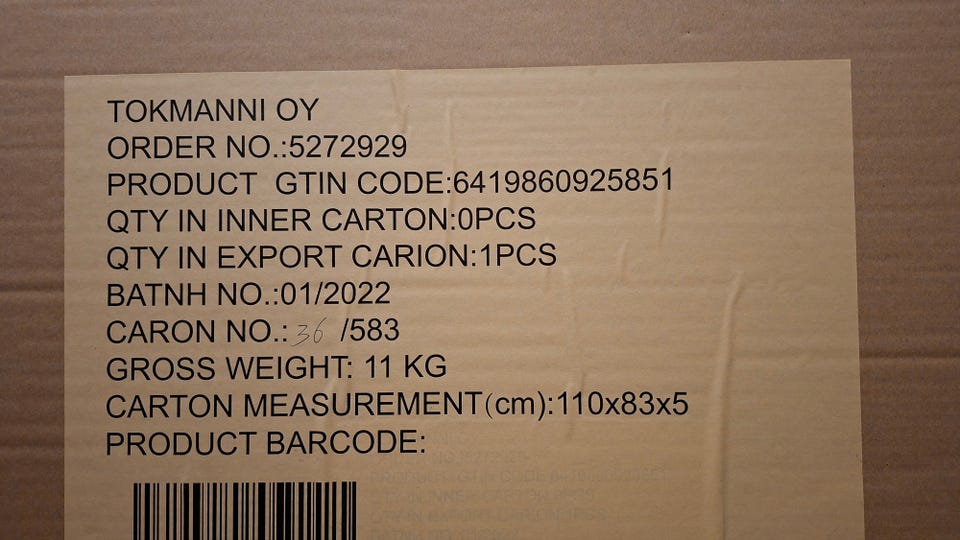 TOKMANNI OY
ORDER NO.:5272929
PRODUCT GTIN CODE:6419860925851
QTY IN INNER CARTON:0PCS
QTY IN EXPORT CARION:1PCS
BATNH NO.:01/2022
CARON NO.: 36 /583
GROSS WEIGHT: 11 KG
CARTON MEASUREMENT(cm):110x83x5
PRODUCT BARCODE: